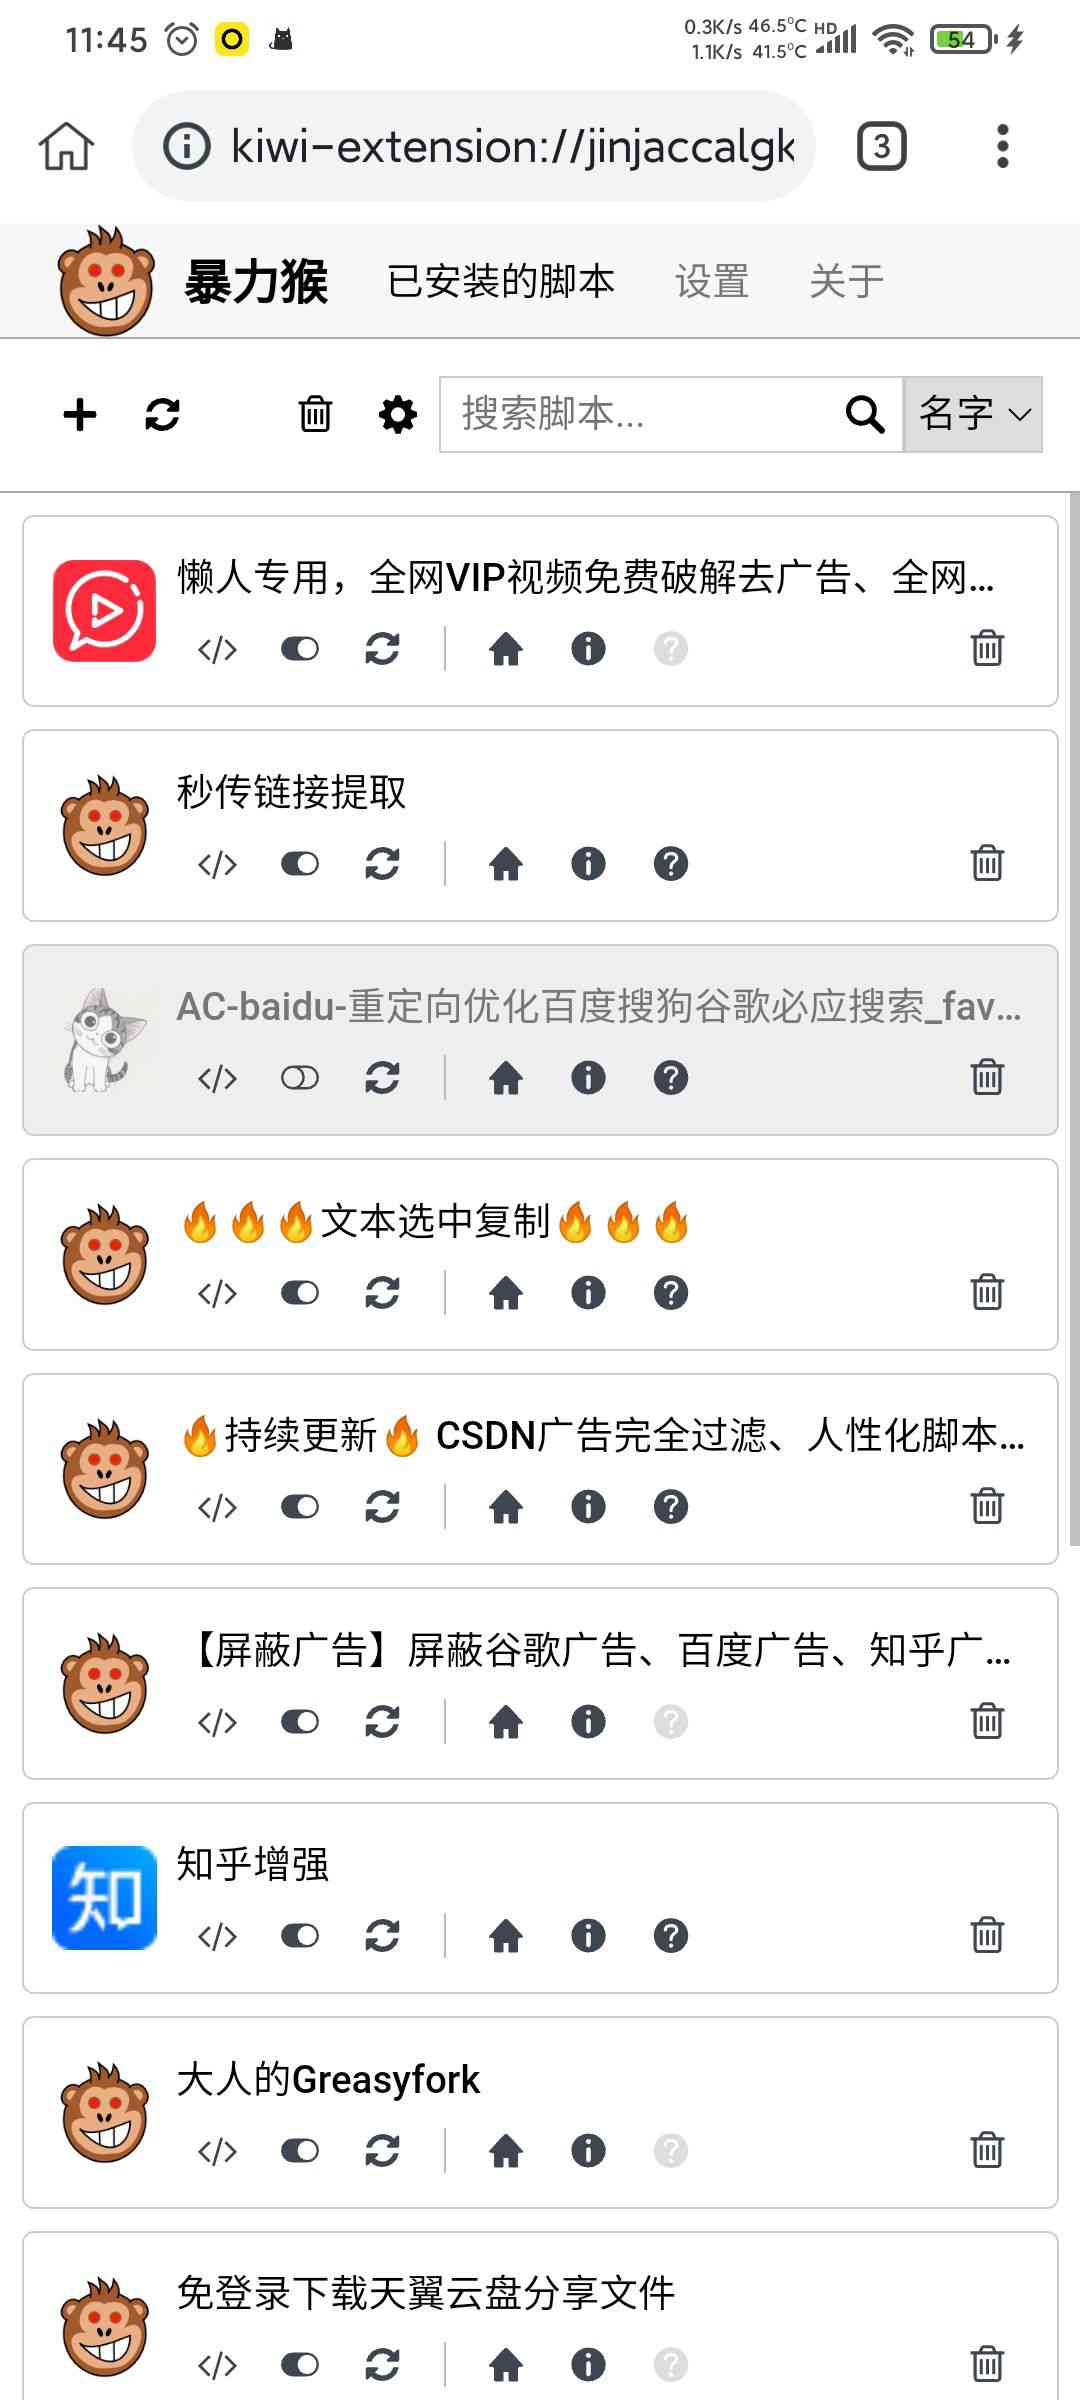 11:45
0.3K/s 46.5°C HD
1.1K/s 41.5°C
54
kiwi-extension://jinjaccalgk
3
暴力猴 已安装的脚本 设置 关于
搜索脚本... 名字
懒人专用，全网VIP视频免费破解去广告、全网...
秒传链接提取
AC-baidu-重定向优化百度搜狗谷歌必应搜索_fav...
🔥🔥🔥文本选中复制🔥🔥🔥
🔥持续更新🔥 CSDN广告完全过滤、人性化脚本...
【屏蔽广告】屏蔽谷歌广告、百度广告、知乎广...
知
知乎增强
大人的Greasyfork
免登录下载天翼云盘分享文件